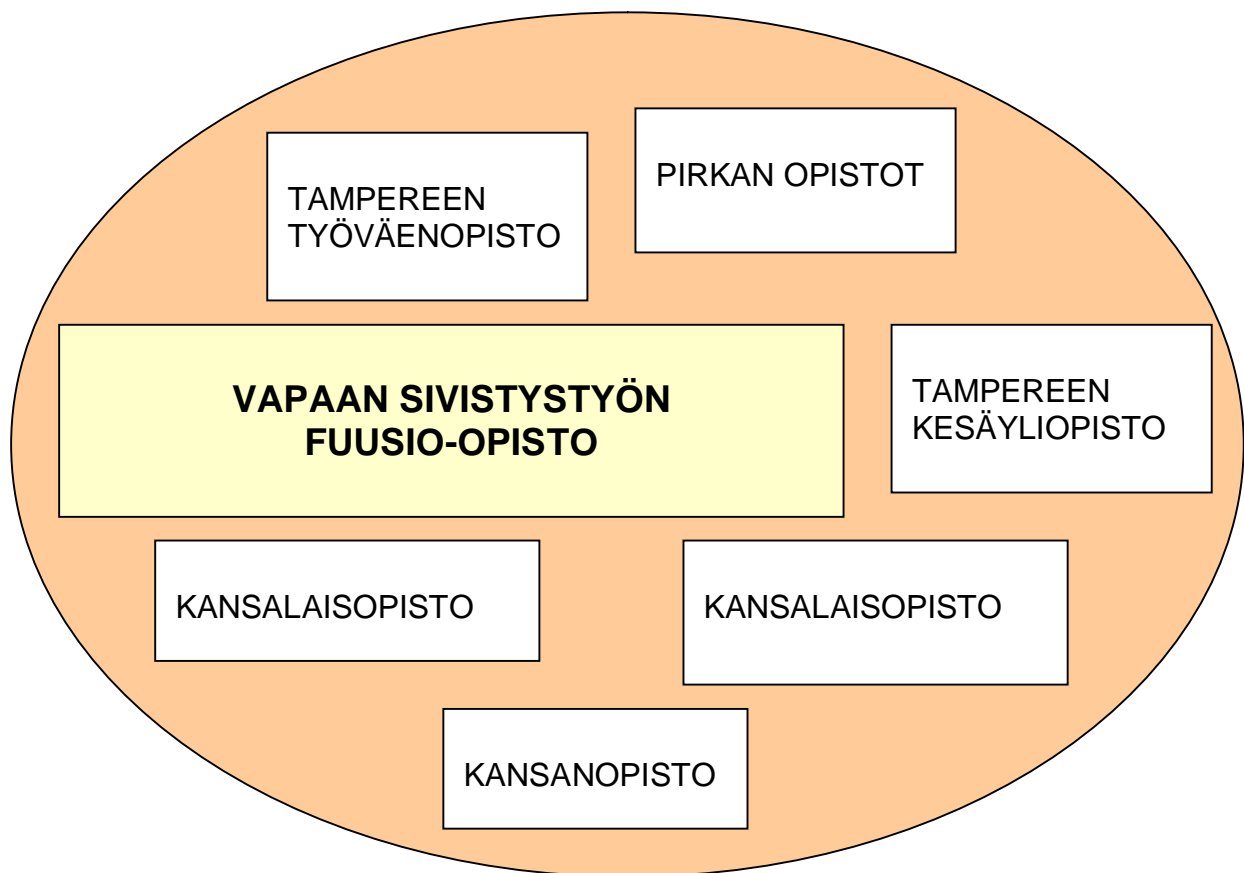 TAMPEREEN
TYÖVÄENOPISTO
PIRKAN OPISTOT
VAPAAN SIVISTYSTYÖN
FUUSIO-OPISTO
TAMPEREEN
KESÄYLIOPISTO
KANSALAISOPISTO
KANSALAISOPISTO
KANSANOPISTO